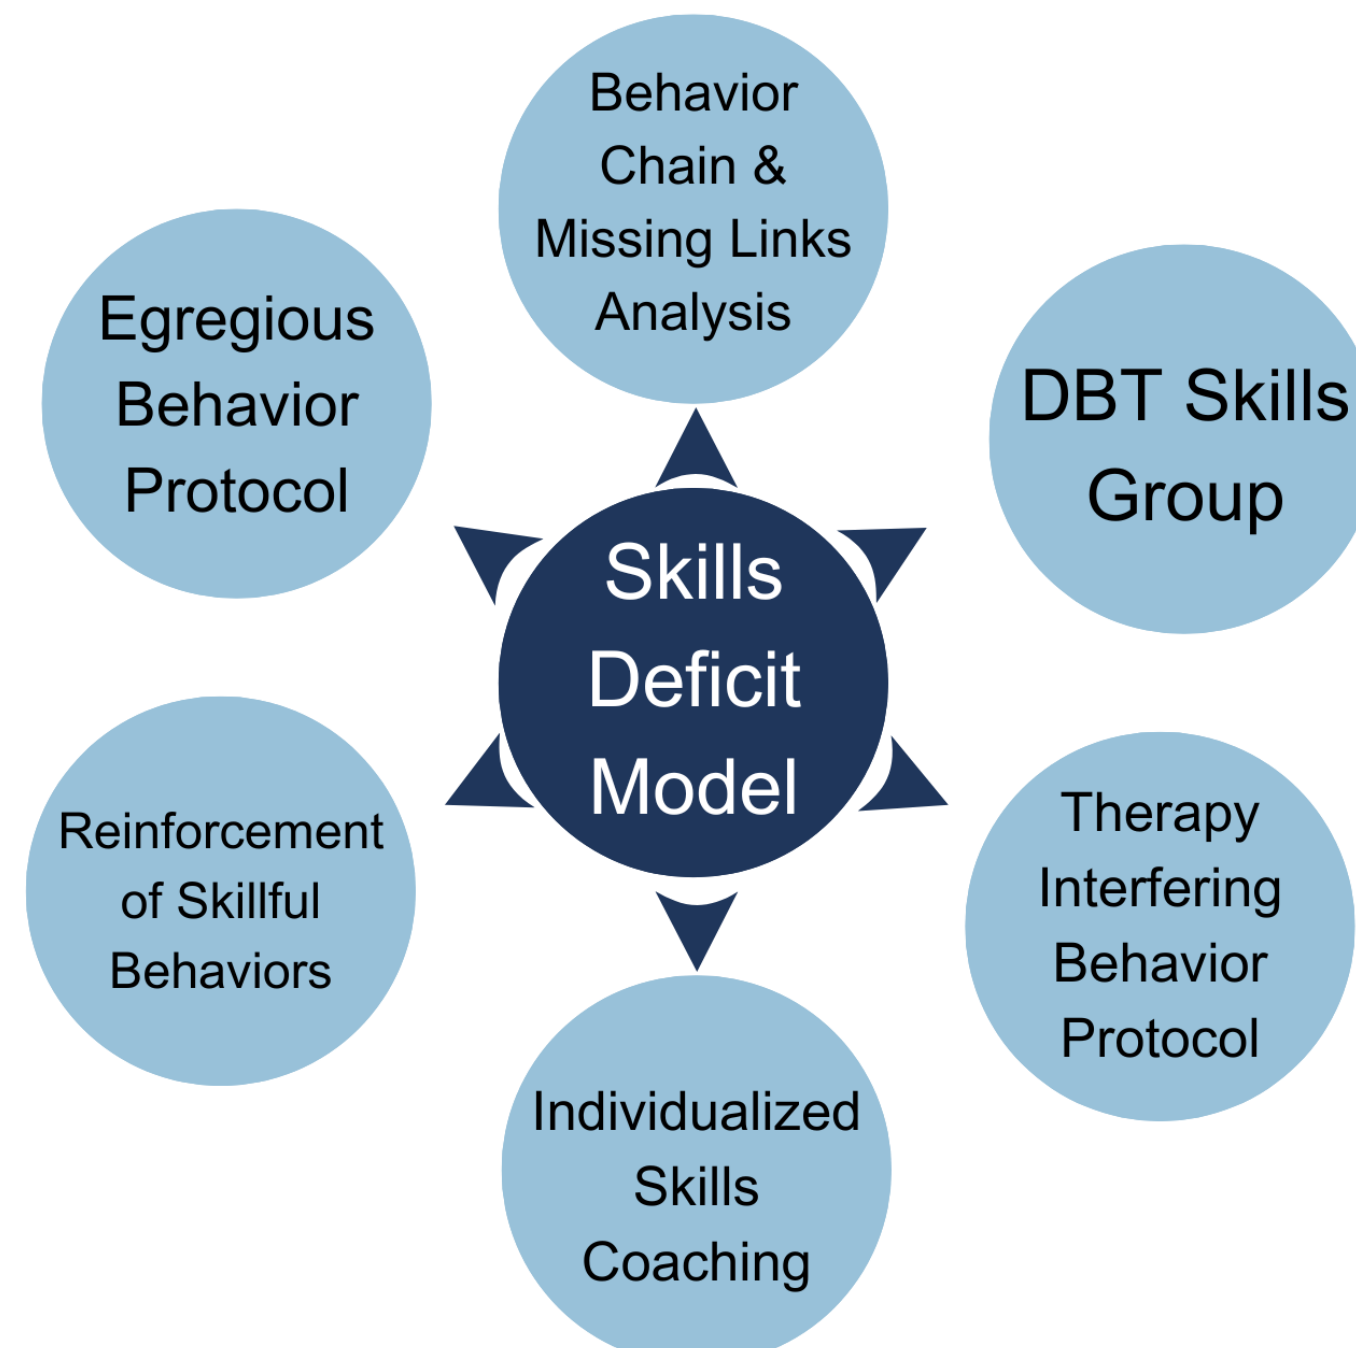 Behavior
Chain &
Missing Links
Analysis
Egregious
Behavior
Protocol
DBT Skills
Group
Skills
Deficit
Model
Reinforcement
of Skillful
Behaviors
Therapy
Interfering
Behavior
Protocol
Individualized
Skills
Coaching